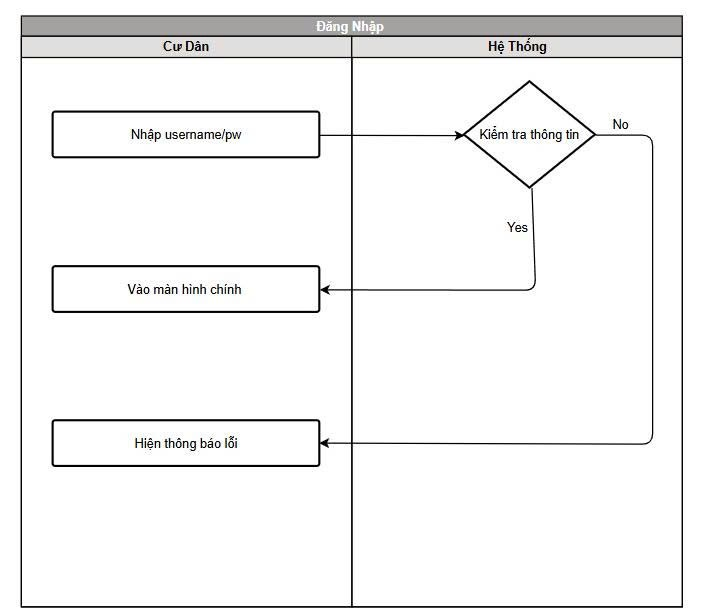 Đăng Nhập
Cư Dân
Hệ Thống
Nhập username/pw
Kiểm tra thông tin
No
Yes
Vào màn hình chính
Hiện thông báo lỗi